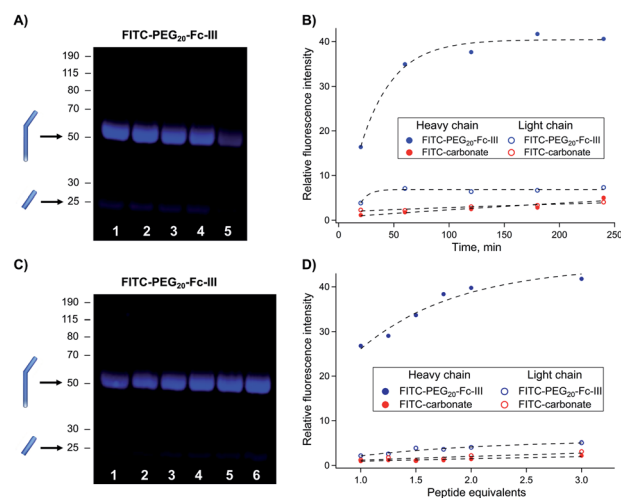 A)
FITC-PEG20-Fc-III
190 –
115 –
80 –
70 –
50 –
30 –
25 –
1 2 3 4 5
B)
Relative fluorescence intensity
40
30
20
10
0
Heavy chain Light chain
FITC-PEG20-Fc-III FITC-PEG20-Fc-III
FITC-carbonate FITC-carbonate
0 50 100 150 200 250
Time, min
C)
FITC-PEG20-Fc-III
190 –
115 –
80 –
70 –
50 –
30 –
25 –
1 2 3 4 5 6
D)
Relative fluorescence intensity
40
30
20
10
0
Heavy chain Light chain
FITC-PEG20-Fc-III FITC-PEG20-Fc-III
FITC-carbonate FITC-carbonate
1.0 1.5 2.0 2.5 3.0
Peptide equivalents